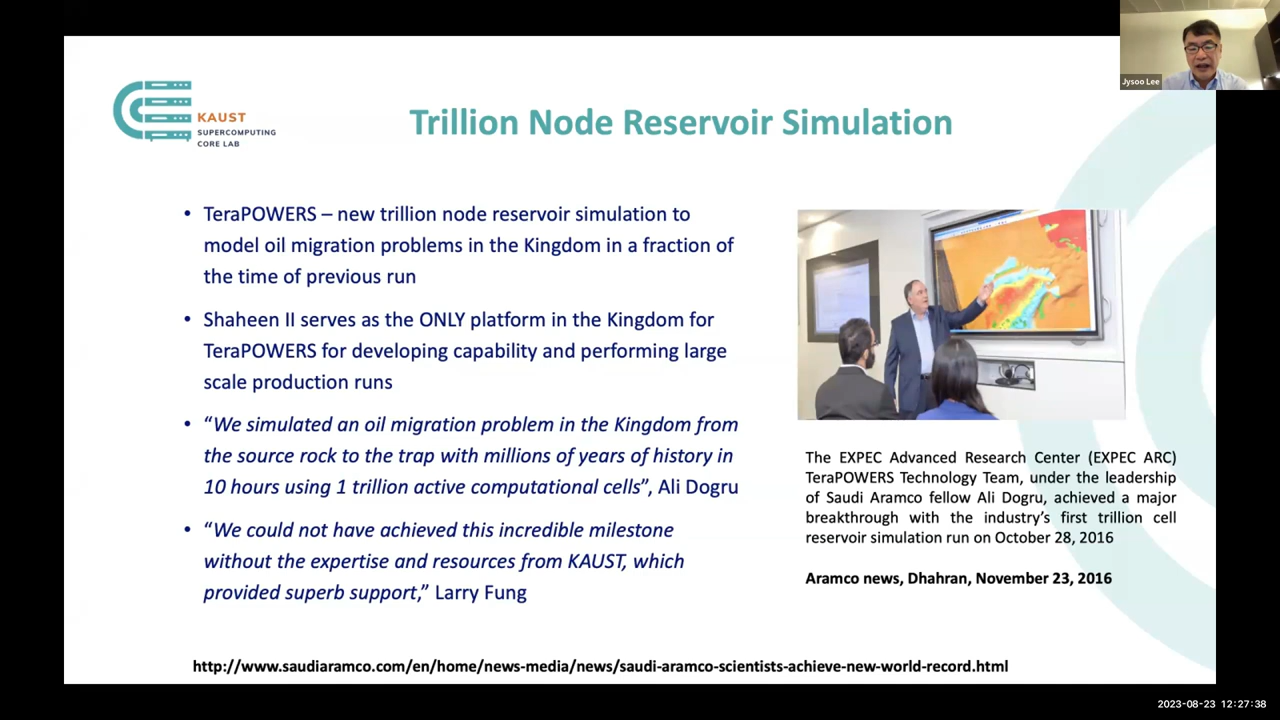 Jysoo Lee
KAUST
SUPERCOMPUTING
CORE LAB
Trillion Node Reservoir Simulation
• TeraPOWERS – new trillion node reservoir simulation to
model oil migration problems in the Kingdom in a fraction of
the time of previous run
• Shaheen II serves as the ONLY platform in the Kingdom for
TeraPOWERS for developing capability and performing large
scale production runs
• “We simulated an oil migration problem in the Kingdom from
the source rock to the trap with millions of years of history in
10 hours using 1 trillion active computational cells”, Ali Dogru
• “We could not have achieved this incredible milestone
without the expertise and resources from KAUST, which
provided superb support,” Larry Fung
The EXPEC Advanced Research Center (EXPEC ARC)
TeraPOWERS Technology Team, under the leadership
of Saudi Aramco fellow Ali Dogru, achieved a major
breakthrough with the industry’s first trillion cell
reservoir simulation run on October 28, 2016
Aramco news, Dhahran, November 23, 2016
http://www.saudiaramco.com/en/home/news-media/news/saudi-aramco-scientists-achieve-new-world-record.html
2023-08-23 12:27:38